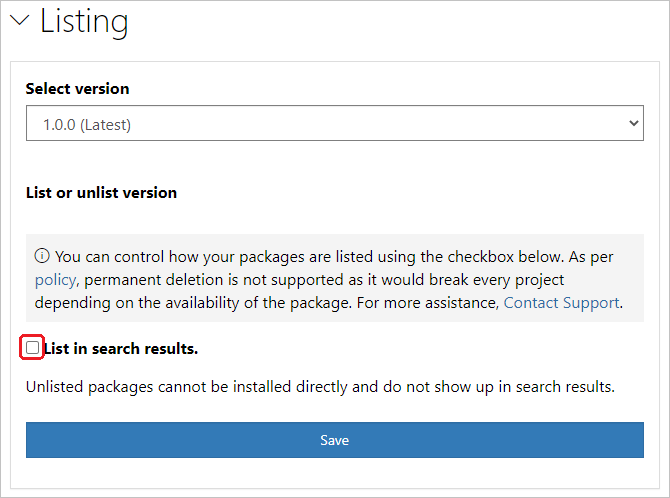 Listing
Select version
1.0.0 (Latest)
List or unlist version
You can control how your packages are listed using the checkbox below. As per
policy, permanent deletion is not supported as it would break every project
depending on the availability of the package. For more assistance, Contact Support.
List in search results.
Unlisted packages cannot be installed directly and do not show up in search results.
Save